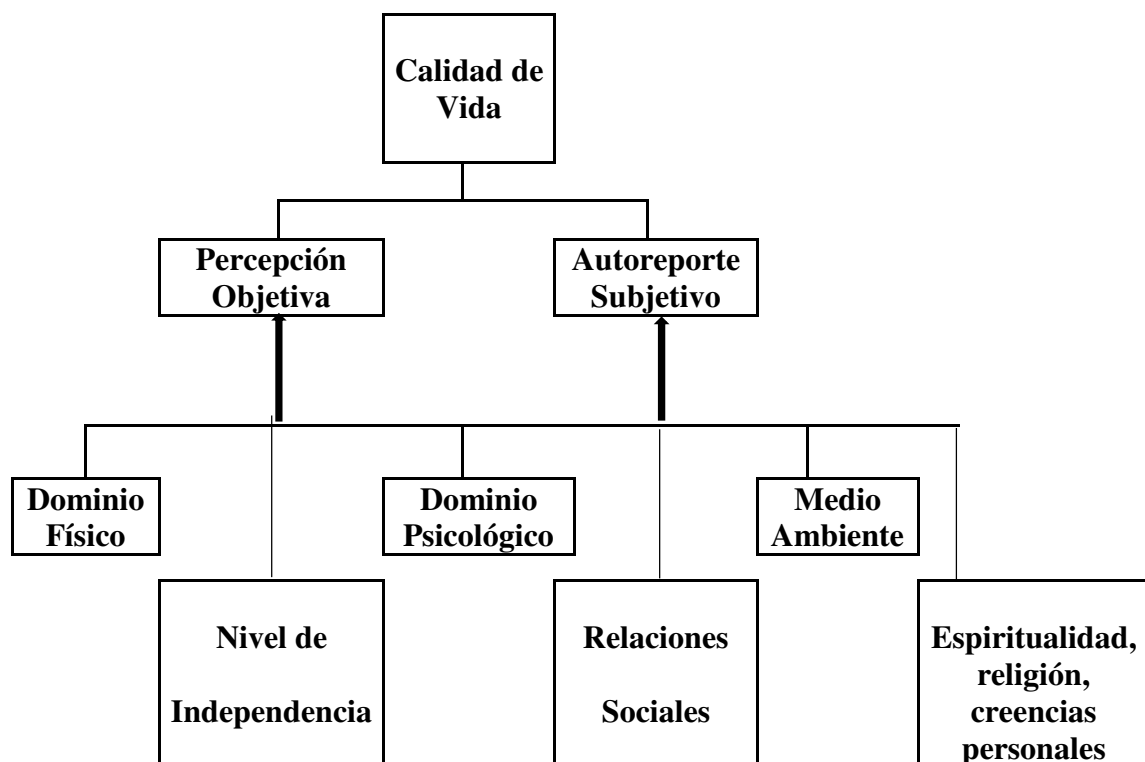 Calidad de
Vida
Percepción
Objetiva
Autoreporte
Subjetivo
Dominio
Físico
Dominio
Psicológico
Medio
Ambiente
Nivel de
Independencia
Relaciones
Sociales
Espiritualidad,
religión,
creencias
personales